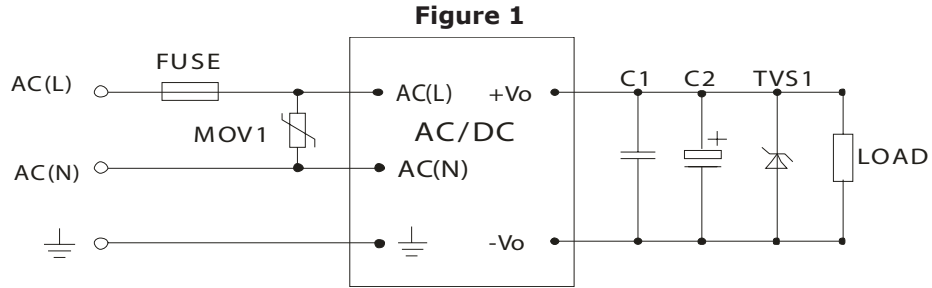 Figure 1
FUSE
AC(L)
MOV1
AC(N)
AC(L)
+Vo
AC/DC
AC(N)
-Vo
C1
C2
TVS1
+
LOAD